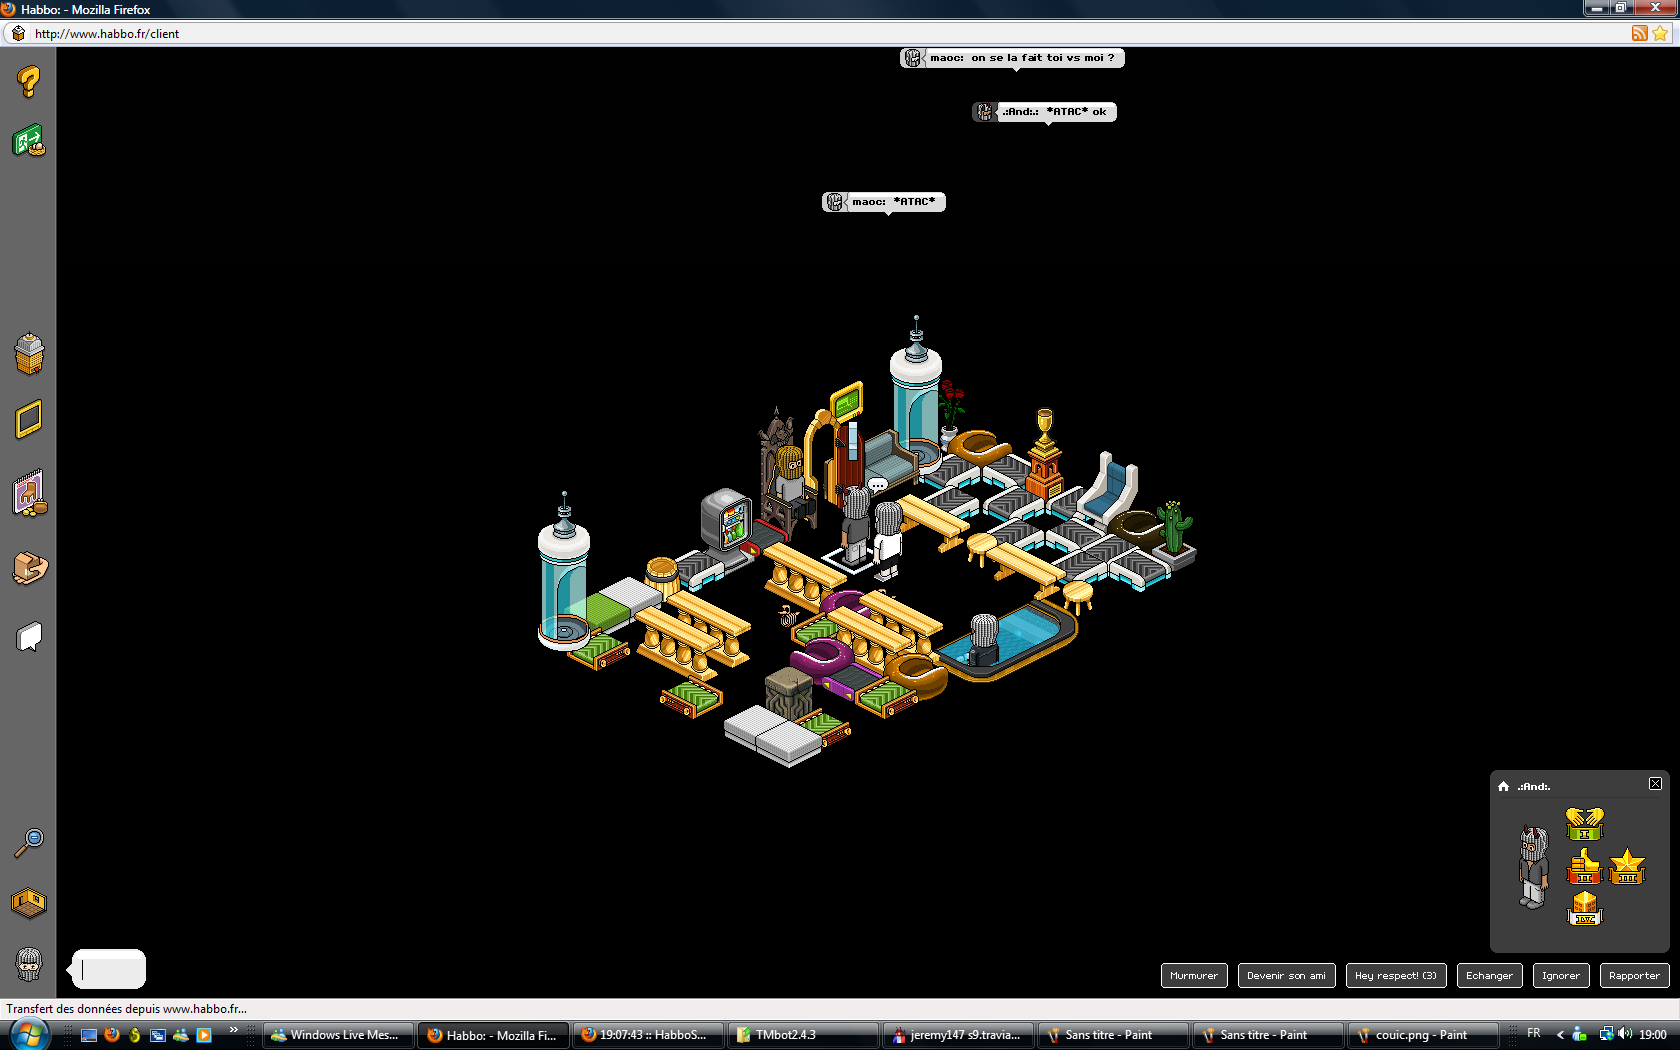 Habbo: - Mozilla Firefox
http://www.habbo.fr/client
maoc: on se la fait toi vs moi ?
.:And:.: *ATAC* ok
maoc: *ATAC*
.:And:.
I
II
III
IV
Murmurer
Devenir son ami
Hey respect! (3)
Echanger
Ignorer
Rapporter
Transfert des données depuis www.habbo.fr...
Windows Live Mes...
Habbo: - Mozilla Fi...
19:07:43 :: HabboS...
TMbot2.4.3
jeremy147 s9.travia...
Sans titre - Paint
Sans titre - Paint
couic.png - Paint
FR
19:00